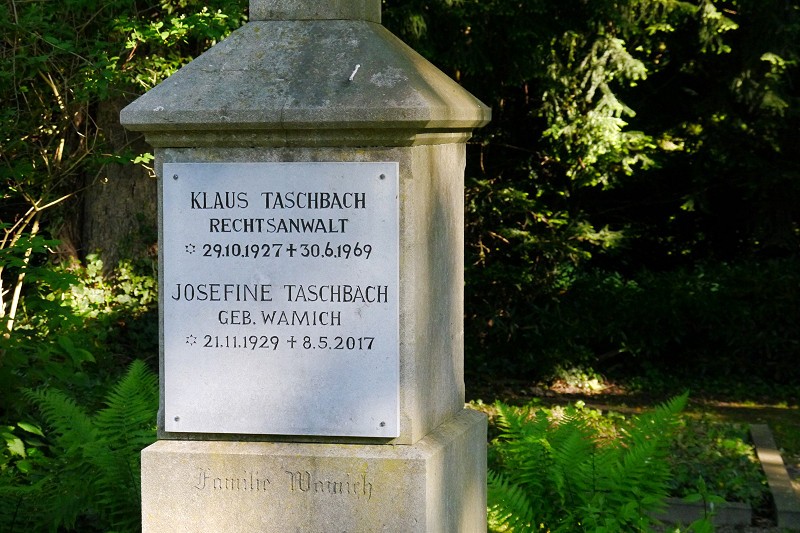 KLAUS TASCHBACH
RECHTSANWALT
* 29.10.1927 + 30.6.1969
JOSEFINE TASCHBACH
GEB. WAMICH
* 21.11.1929 + 8.5.2017
Familie Wamich